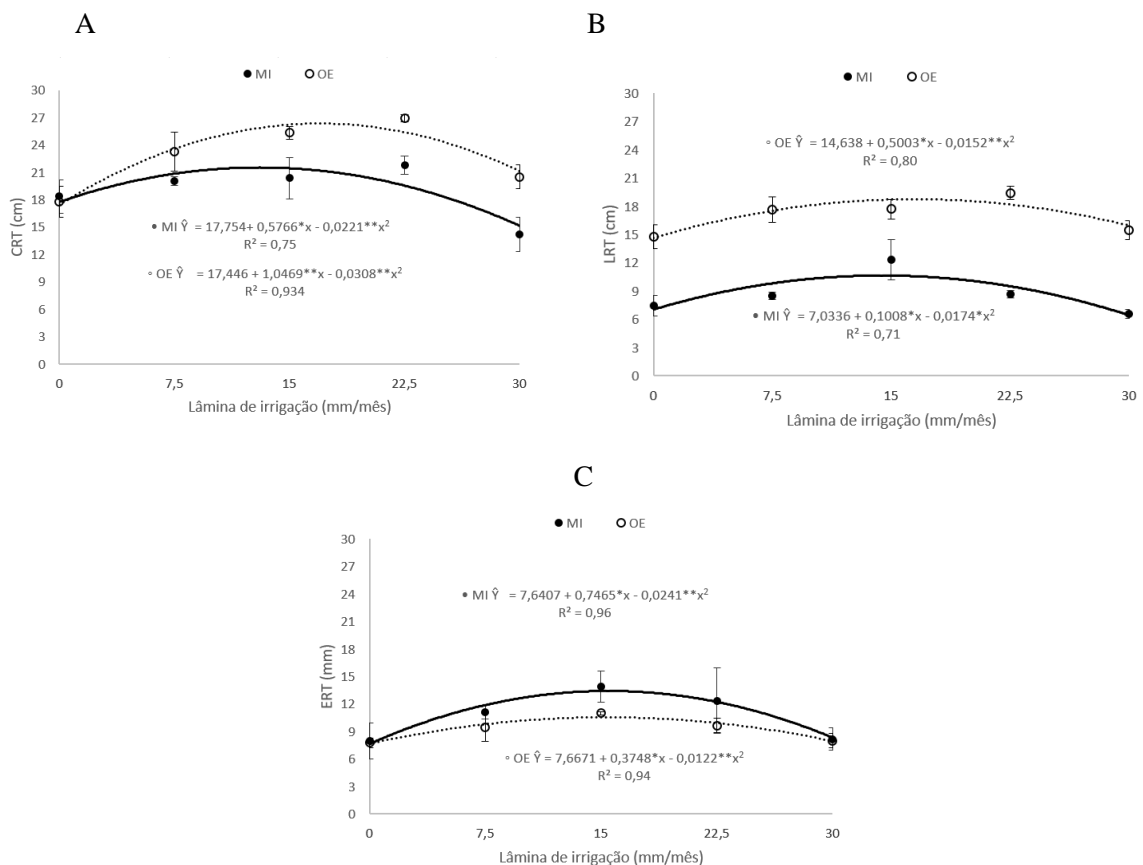 A
MI OE
30
27
24
21
18
15
12
9
6
3
0
CRT (cm)
• MI Ŷ = 17,754+ 0,5766*x - 0,0221**x²
R² = 0,75
◦ OE Ŷ = 17,446 + 1,0469**x - 0,0308**x²
R² = 0,934
0 7,5 15 22,5 30
Lâmina de irrigação (mm/mês)
B
MI OE
30
27
24
21
18
15
12
9
6
3
0
LRT (cm)
◦ OE Ŷ = 14,638 + 0,5003*x - 0,0152**x²
R² = 0,80
• MI Ŷ = 7,0336 + 0,1008*x - 0,0174*x²
R² = 0,71
0 7,5 15 22,5 30
Lâmina de irrigação (mm/mês)
C
MI OE
30
27
24
21
18
15
12
9
6
3
0
ERT (mm)
• MI Ŷ = 7,6407 + 0,7465*x - 0,0241**x²
R² = 0,96
◦ OE Ŷ = 7,6671 + 0,3748*x - 0,0122**x²
R² = 0,94
0 7,5 15 22,5 30
Lâmina de irrigação (mm/mês)